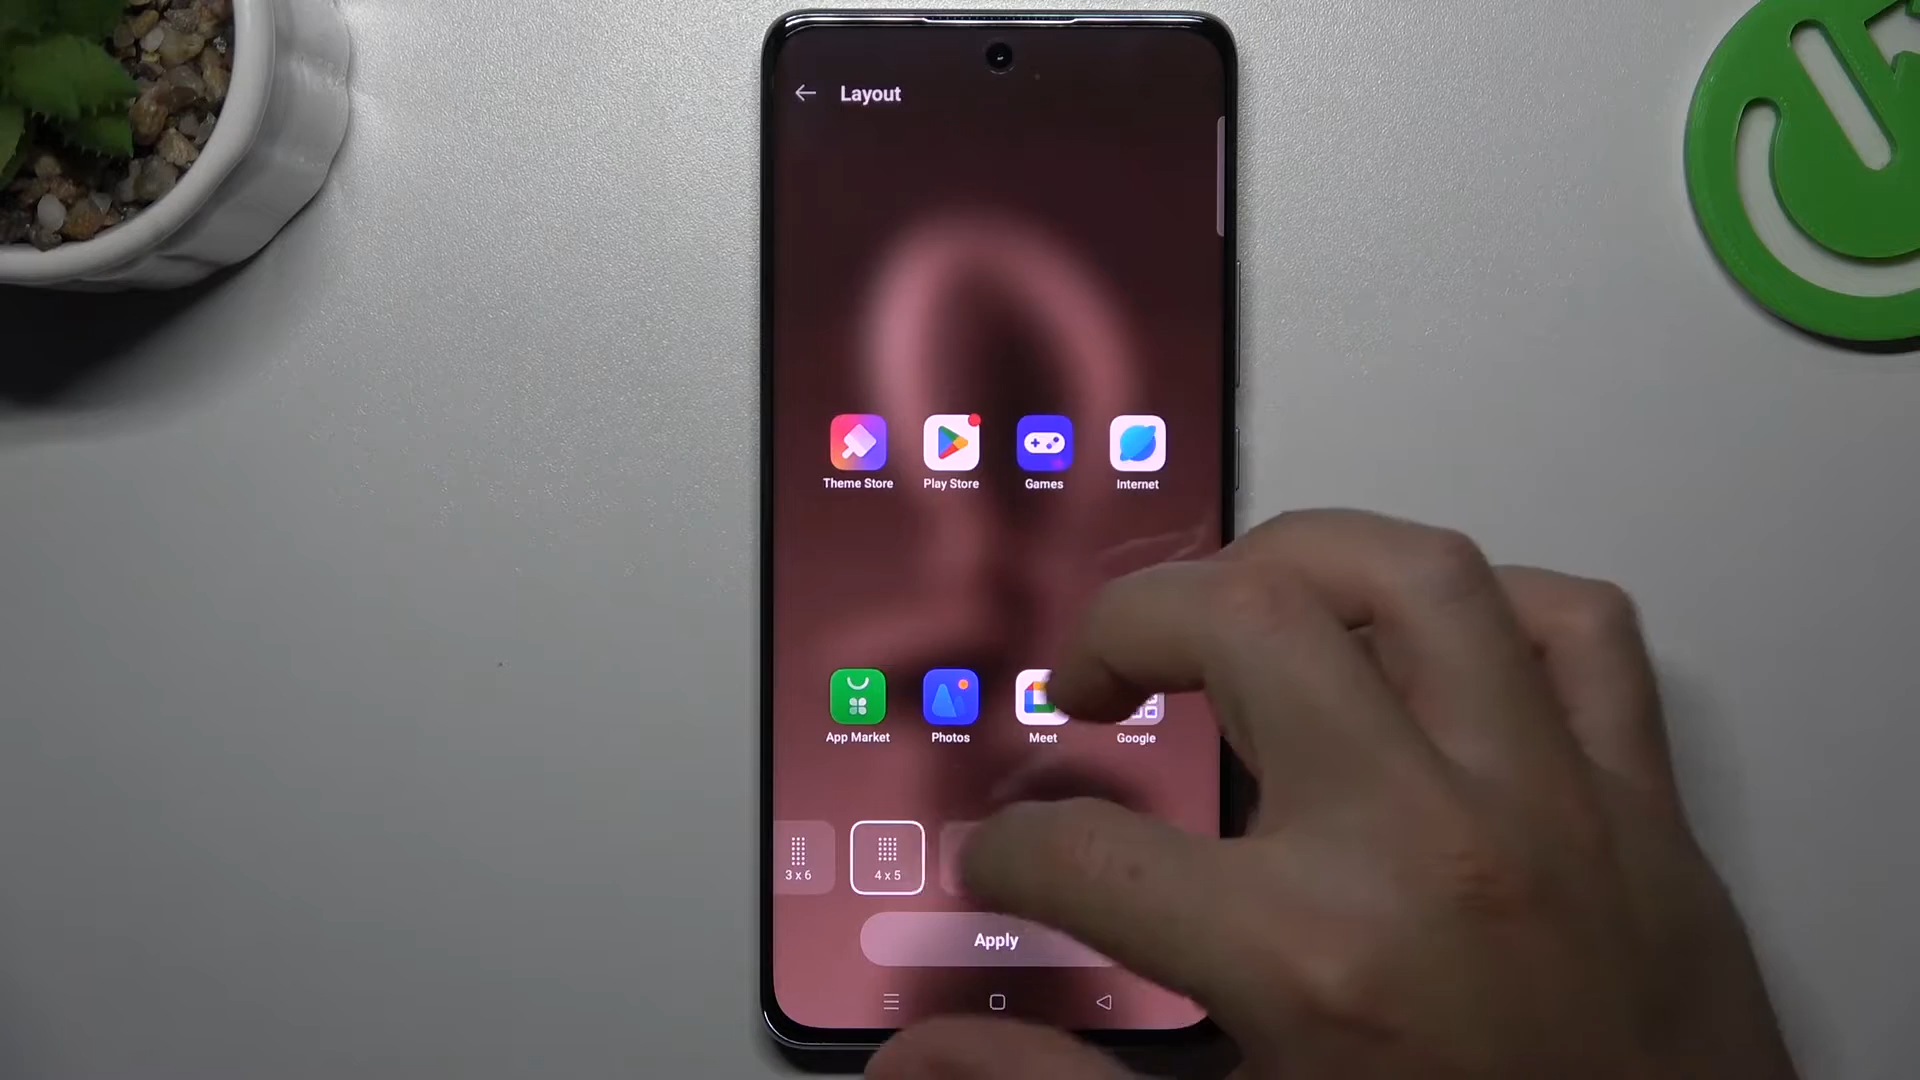 Layout
Theme Store
Play Store
Games
Internet
App Market
Photos
Meet
Google
3 x 6
4 x 5
Apply